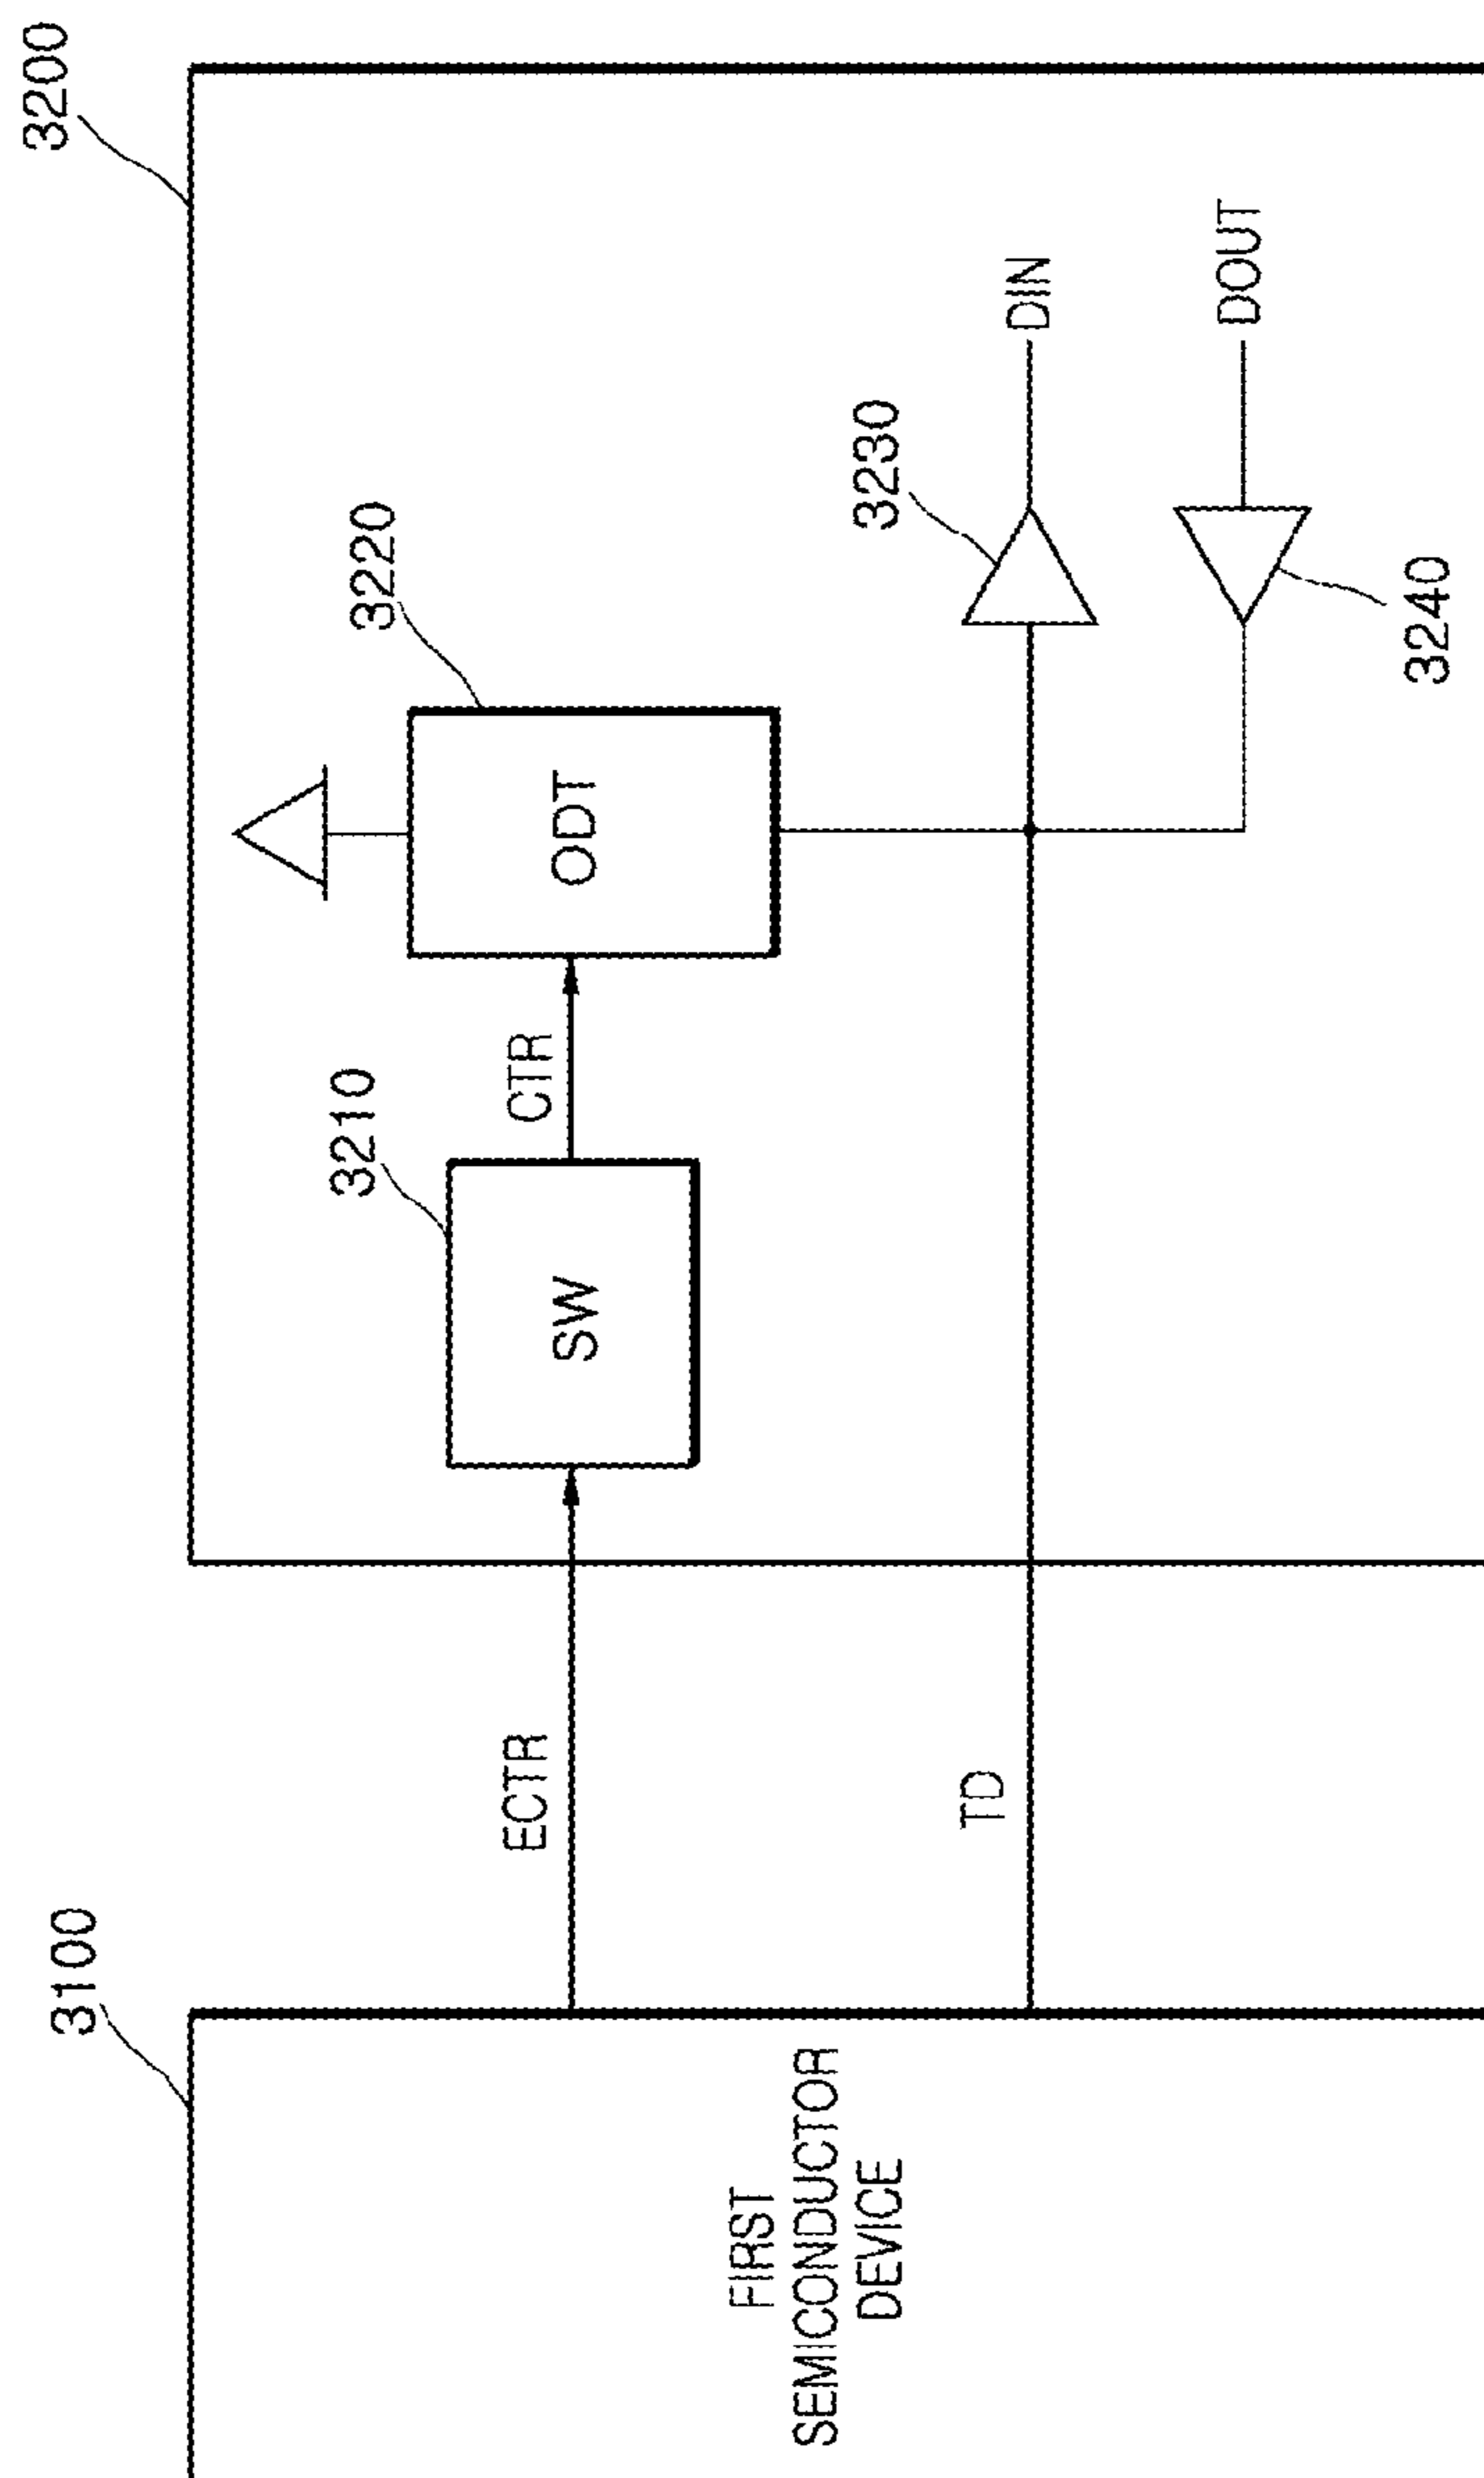 3100
3200
FIRST
SEMICONDUCTOR
DEVICE
ECTR
3210
SW
CTR
3220
ODT
TD
3230
DIN
DOUT
3240